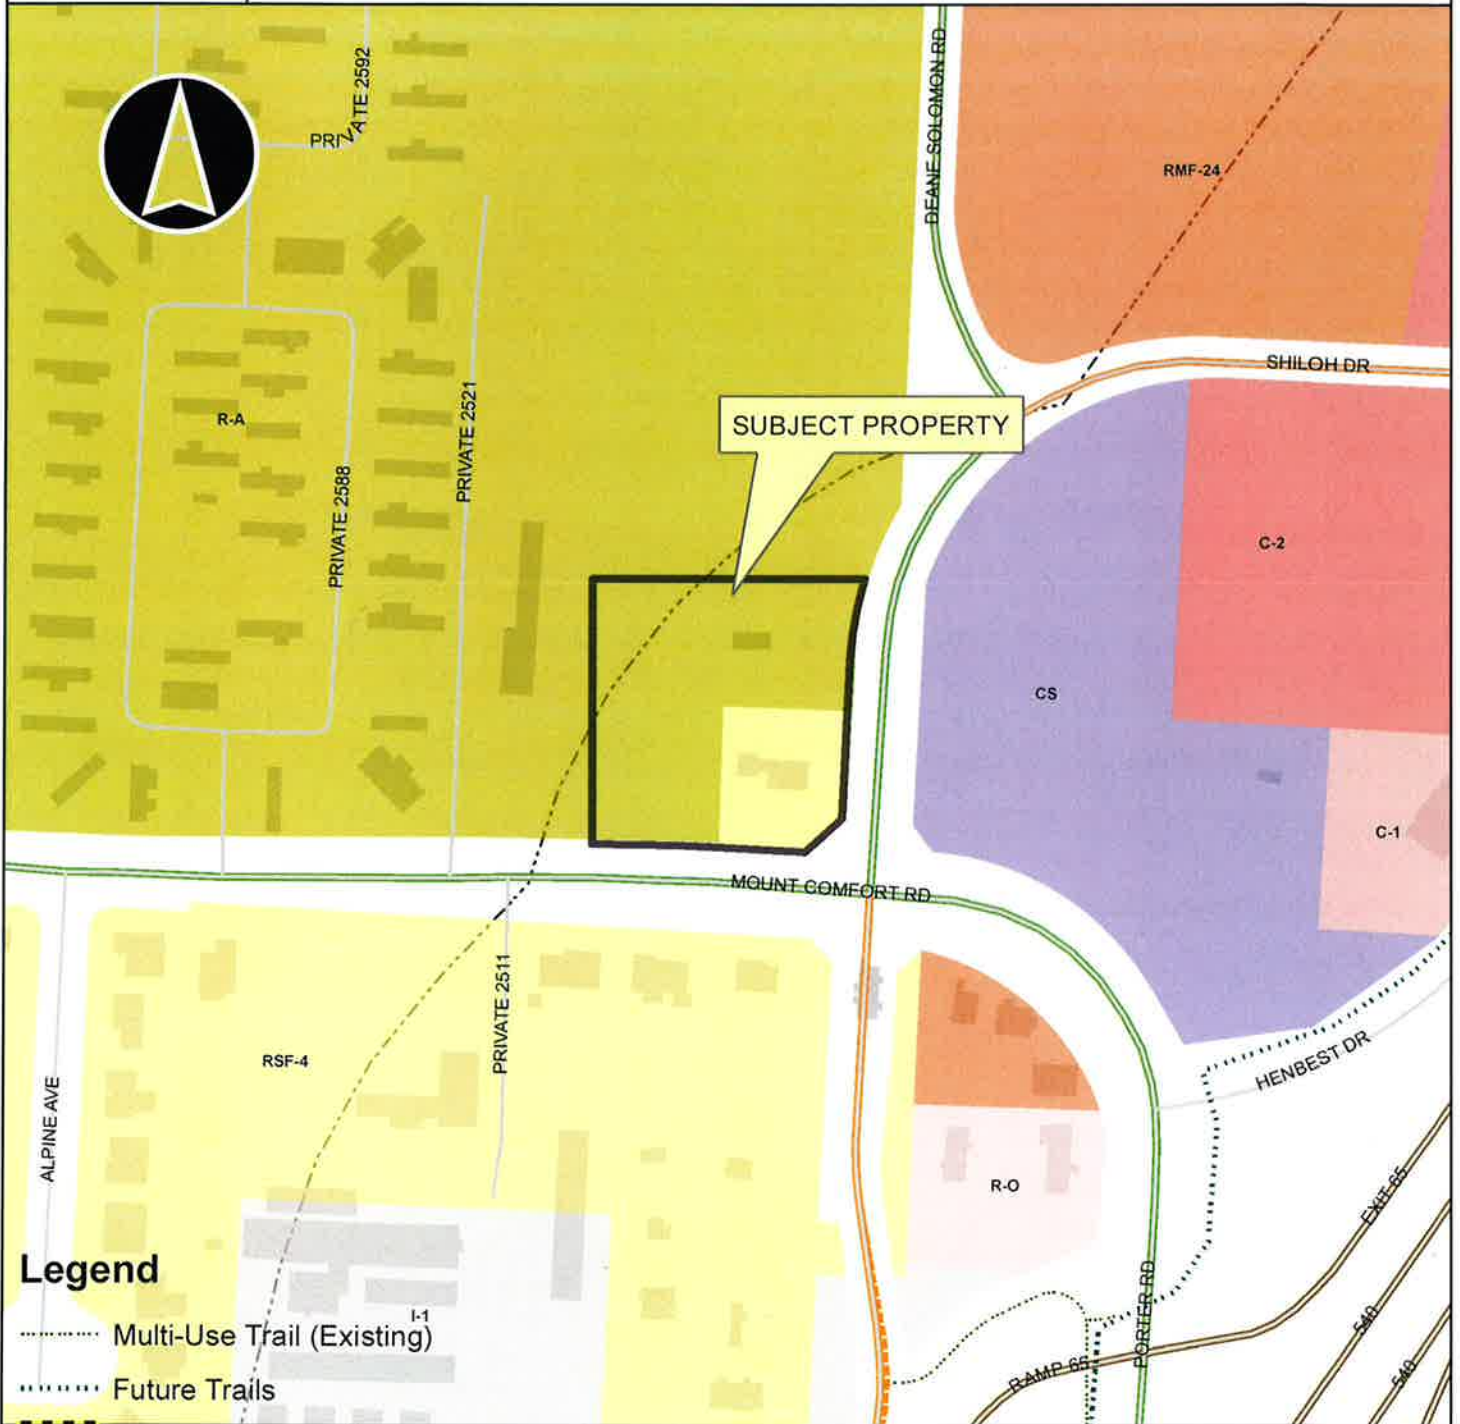 PRIVATE 2592
DEANE SOLOMON RD
RMF-24
SHILOH DR
SUBJECT PROPERTY
R-A
PRIVATE 2521
PRIVATE 2588
C-2
CS
C-1
MOUNT COMFORT RD
PRIVATE 2511
RSF-4
HENBEST DR
ALPINE AVE
R-O
EXIT 65
PORTER RD
540
RAMP 65
540
I-1
Legend
Multi-Use Trail (Existing)
Future Trails